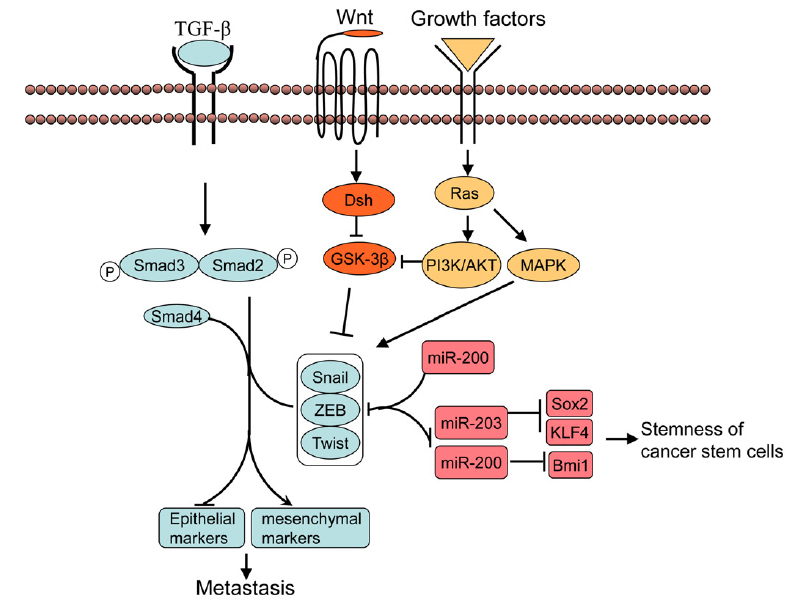 TGF-β
Wnt
Growth factors
Dsh
Ras
P
Smad3
Smad2
P
GSK-3β
PI3K/AKT
MAPK
Smad4
Snail
ZEB
Twist
miR-200
miR-203
miR-200
Sox2
KLF4
Bmi1
Stemness of
cancer stem cells
Epithelial
markers
mesenchymal
markers
Metastasis